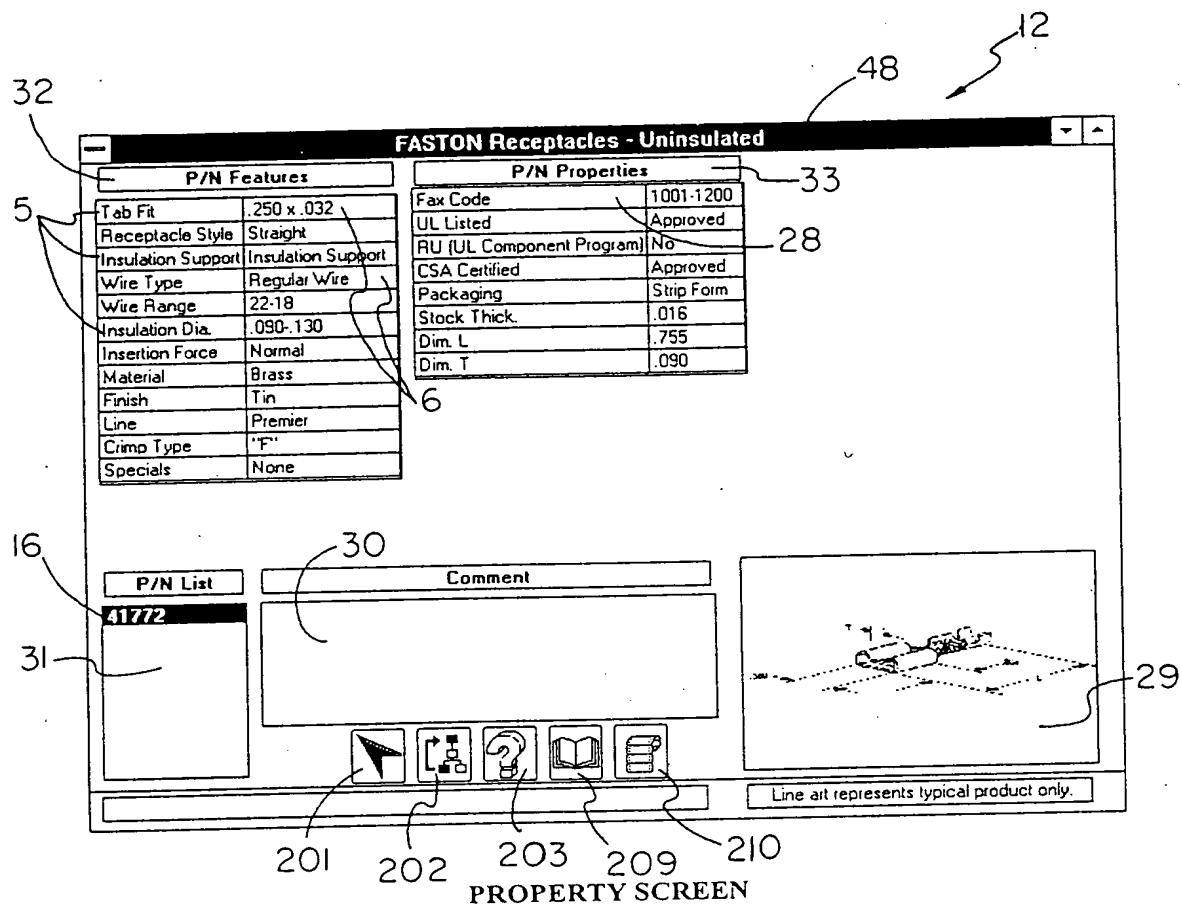 12
48
32
FASTON Receptacles - Uninsulated
P/N Features
P/N Properties
33
5
Tab Fit .250 x .032
Receptacle Style Straight
Insulation Support Insulation Support
Wire Type Regular Wire
Wire Range 22-18
Insulation Dia. .090-.130
Insertion Force Normal
Material Brass
Finish Tin
Line Premier
Crimp Type "F"
Specials None
6
Fax Code 1001-1200
UL Listed Approved
RU (UL Component Program) No
CSA Certified Approved
Packaging Strip Form
Stock Thick. .016
Dim. L .755
Dim. T .090
28
16
30
P/N List
Comment
41772
31
T
L
29
Line art represents typical product only.
201
202
203
209
210
PROPERTY SCREEN